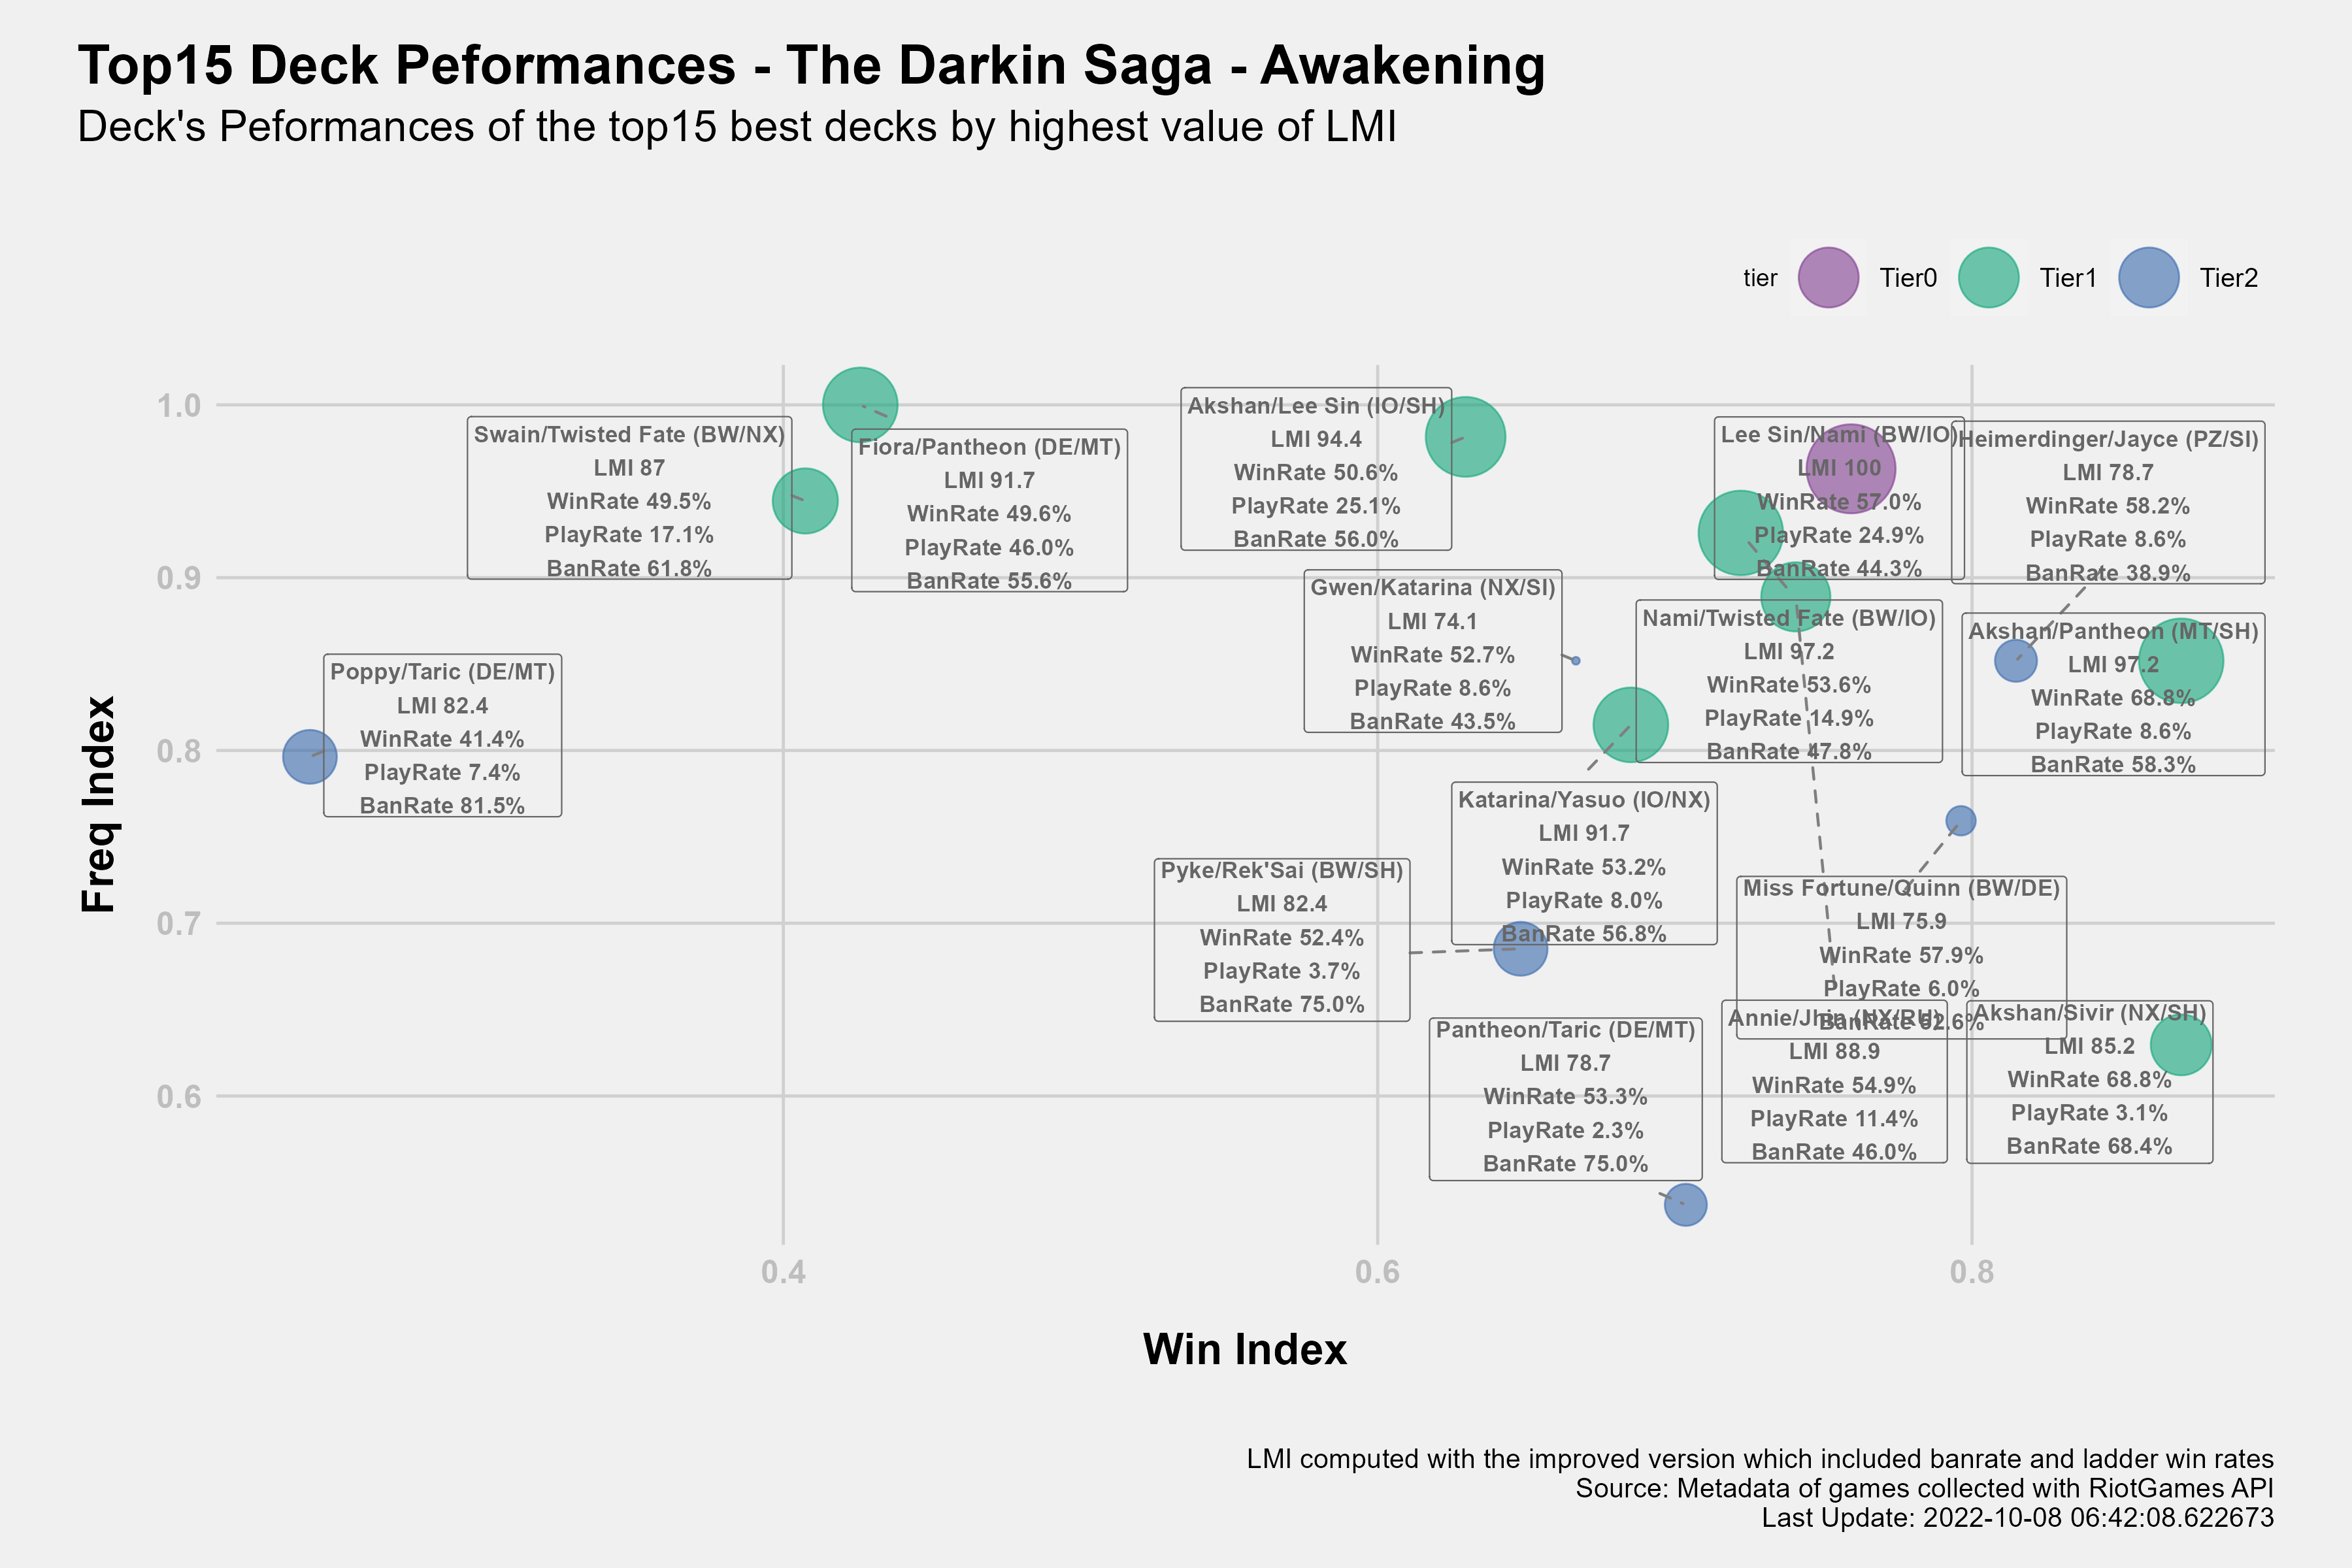 Top15 Deck Peformances - The Darkin Saga - Awakening
Deck's Peformances of the top15 best decks by highest value of LMI
tier Tier0 Tier1 Tier2
1.0
0.9
0.8
0.7
0.6
Freq Index
Swain/Twisted Fate (BW/NX)
LMI 87
WinRate 49.5%
PlayRate 17.1%
BanRate 61.8%
Fiora/Pantheon (DE/MT)
LMI 91.7
WinRate 49.6%
PlayRate 46.0%
BanRate 55.6%
Akshan/Lee Sin (IO/SH)
LMI 94.4
WinRate 50.6%
PlayRate 25.1%
BanRate 56.0%
Lee Sin/Nami (BW/IO)
LMI 100
WinRate 57.0%
PlayRate 24.9%
BanRate 44.3%
Heimerdinger/Jayce (PZ/SI)
LMI 78.7
WinRate 58.2%
PlayRate 8.6%
BanRate 38.9%
Gwen/Katarina (NX/SI)
LMI 74.1
WinRate 52.7%
PlayRate 8.6%
BanRate 43.5%
Nami/Twisted Fate (BW/IO)
LMI 97.2
WinRate 53.6%
PlayRate 14.9%
BanRate 47.8%
Akshan/Pantheon (MT/SH)
LMI 97.2
WinRate 68.8%
PlayRate 8.6%
BanRate 58.3%
Poppy/Taric (DE/MT)
LMI 82.4
WinRate 41.4%
PlayRate 7.4%
BanRate 81.5%
Katarina/Yasuo (IO/NX)
LMI 91.7
WinRate 53.2%
PlayRate 8.0%
BanRate 56.8%
Pyke/Rek'Sai (BW/SH)
LMI 82.4
WinRate 52.4%
PlayRate 3.7%
BanRate 75.0%
Miss Fortune/Quinn (BW/DE)
LMI 75.9
WinRate 57.9%
PlayRate 6.0%
BanRate 52.6%
Pantheon/Taric (DE/MT)
LMI 78.7
WinRate 53.3%
PlayRate 2.3%
BanRate 75.0%
Annie/Jhin (NX/RU)
LMI 88.9
WinRate 54.9%
PlayRate 11.4%
BanRate 46.0%
Akshan/Sivir (NX/SH)
LMI 85.2
WinRate 68.8%
PlayRate 3.1%
BanRate 68.4%
0.4
0.6
0.8
Win Index
LMI computed with the improved version which included banrate and ladder win rates
Source: Metadata of games collected with RiotGames API
Last Update: 2022-10-08 06:42:08.622673